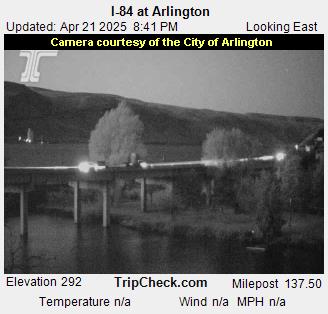 I-84 at Arlington
Updated: Apr 21 2025 8:41 PM Looking East
Camera courtesy of the City of Arlington
Elevation 292 TripCheck.com Milepost 137.50
Temperature n/a Wind n/a MPH n/a